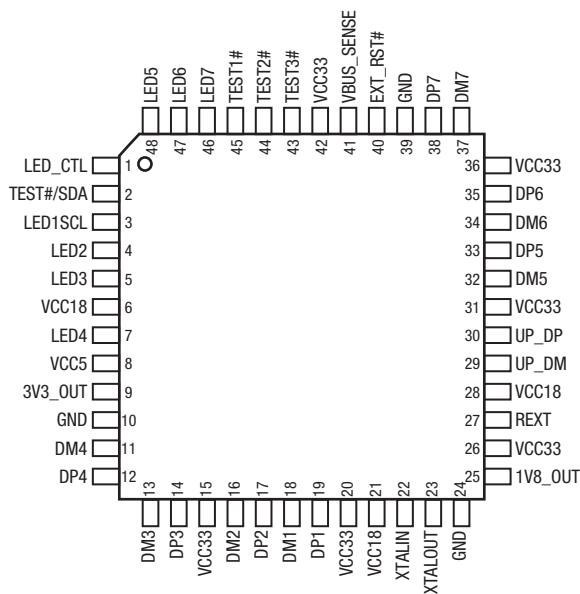 LED5
LED6
LED7
TEST1#
TEST2#
TEST3#
VCC33
VBUS_SENSE
EXT_RST#
GND
DP7
DM7
48
47
46
45
44
43
42
41
40
39
38
37
LED_CTL 1
TEST#/SDA 2
LED1SCL 3
LED2 4
LED3 5
VCC18 6
LED4 7
VCC5 8
3V3_OUT 9
GND 10
DM4 11
DP4 12
36 VCC33
35 DP6
34 DM6
33 DP5
32 DM5
31 VCC33
30 UP_DP
29 UP_DM
28 VCC18
27 REXT
26 VCC33
25 1V8_OUT
13
14
15
16
17
18
19
20
21
22
23
24
DM3
DP3
VCC33
DM2
DP2
DM1
DP1
VCC33
VCC18
XTALIN
XTALOUT
GND